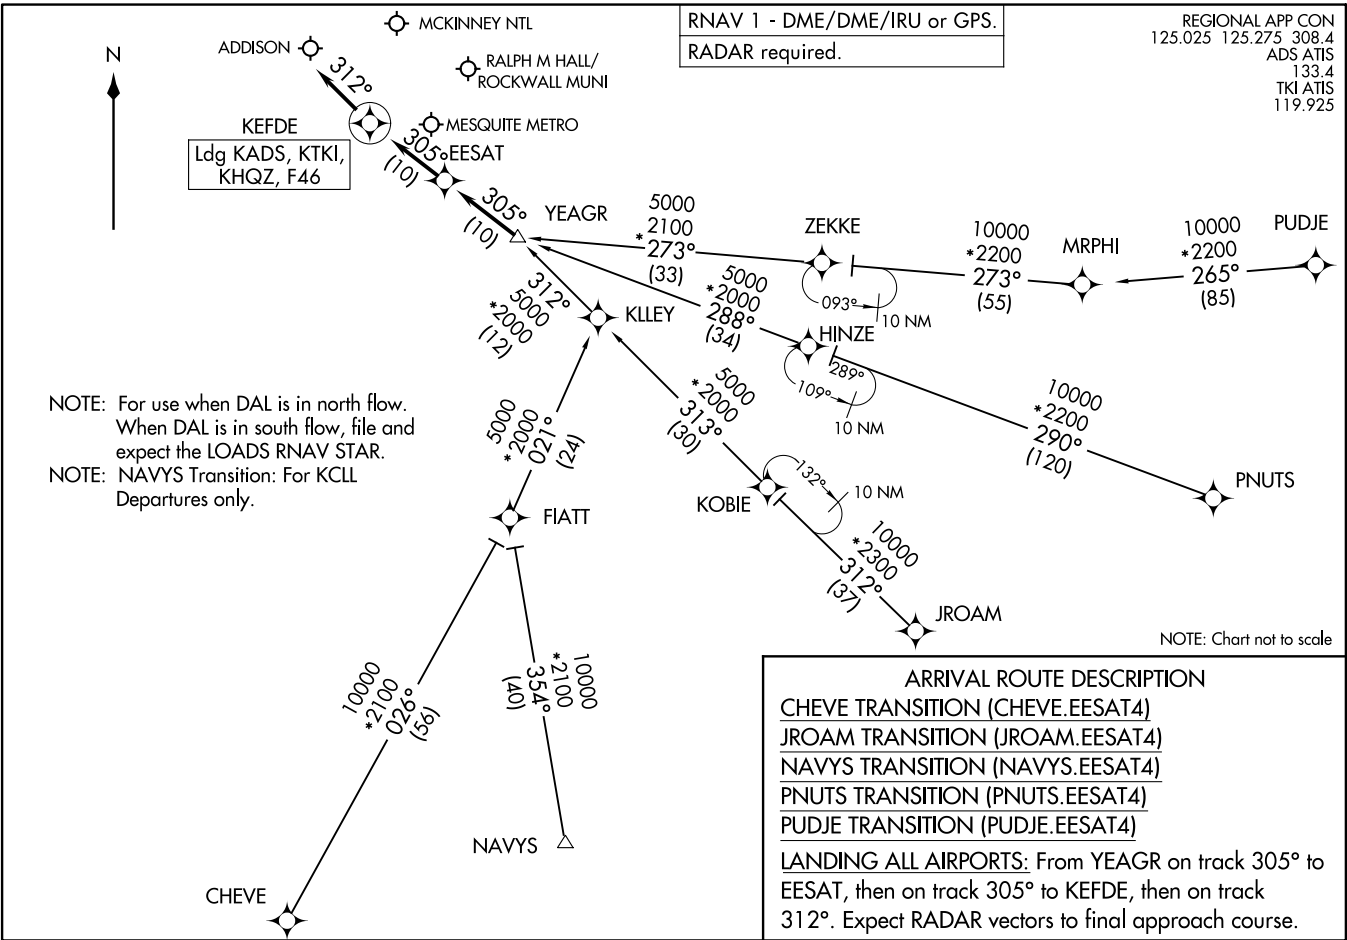 RNAV 1 - DME/DME/IRU or GPS.
RADAR required.
REGIONAL APP CON
125.025 125.275 308.4
ADS ATIS
133.4
TKI ATIS
119.925
MCKINNEY NTL
ADDISON
RALPH M HALL/
ROCKWALL MUNI
N
312°
KEFDE
MESQUITE METRO
Ldg KADS, KTKI,
KHQZ, F46
305°
(10)
EESAT
305°
(10)
YEAGR
5000
*2100
273°
(33)
ZEKKE
093°
10 NM
10000
*2200
273°
(55)
MRPHI
10000
*2200
265°
(85)
PUDJE
312°
5000
*2000
(12)
KLLEY
5000
*2000
288°
(34)
HINZE
289°
109°
10 NM
10000
*2200
290°
(120)
PNUTS
NOTE: For use when DAL is in north flow.
When DAL is in south flow, file and
expect the LOADS RNAV STAR.
NOTE: NAVYS Transition: For KCLL
Departures only.
5000
*2000
021°
(24)
5000
*2000
313°
(30)
KOBIE
132°
10 NM
FIATT
10000
*2300
312°
(37)
JROAM
NOTE: Chart not to scale
10000
*2100
026°
(56)
10000
*2100
354°
(40)
NAVYS
CHEVE
ARRIVAL ROUTE DESCRIPTION
CHEVE TRANSITION (CHEVE.EESAT4)
JROAM TRANSITION (JROAM.EESAT4)
NAVYS TRANSITION (NAVYS.EESAT4)
PNUTS TRANSITION (PNUTS.EESAT4)
PUDJE TRANSITION (PUDJE.EESAT4)
LANDING ALL AIRPORTS: From YEAGR on track 305° to
EESAT, then on track 305° to KEFDE, then on track
312°. Expect RADAR vectors to final approach course.